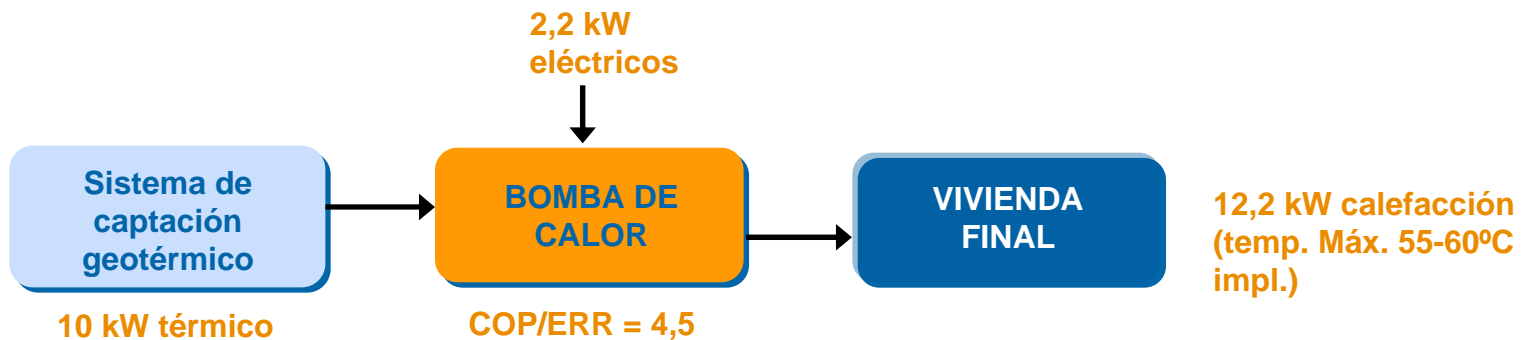 2,2 kW
eléctricos
Sistema de
captación
geotérmico
BOMBA DE
CALOR
VIVIENDA
FINAL
12,2 kW calefacción
(temp. Máx. 55-60ºC
impl.)
10 kW térmico
COP/ERR = 4,5